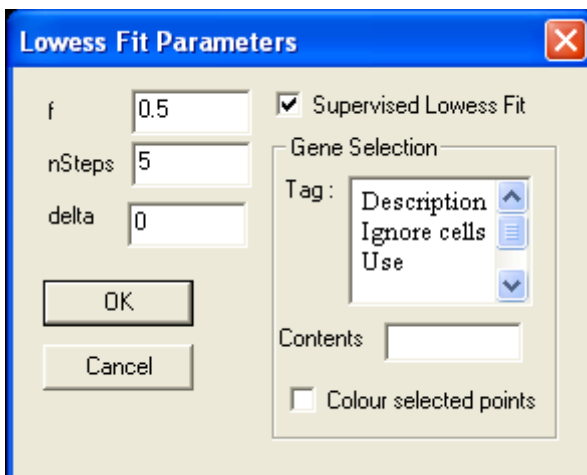 Lowess Fit Parameters
f
0.5
Supervised Lowess Fit
nSteps
5
delta
0
Gene Selection
Tag :
Description
Ignore cells
Use
OK
Cancel
Contents
Colour selected points